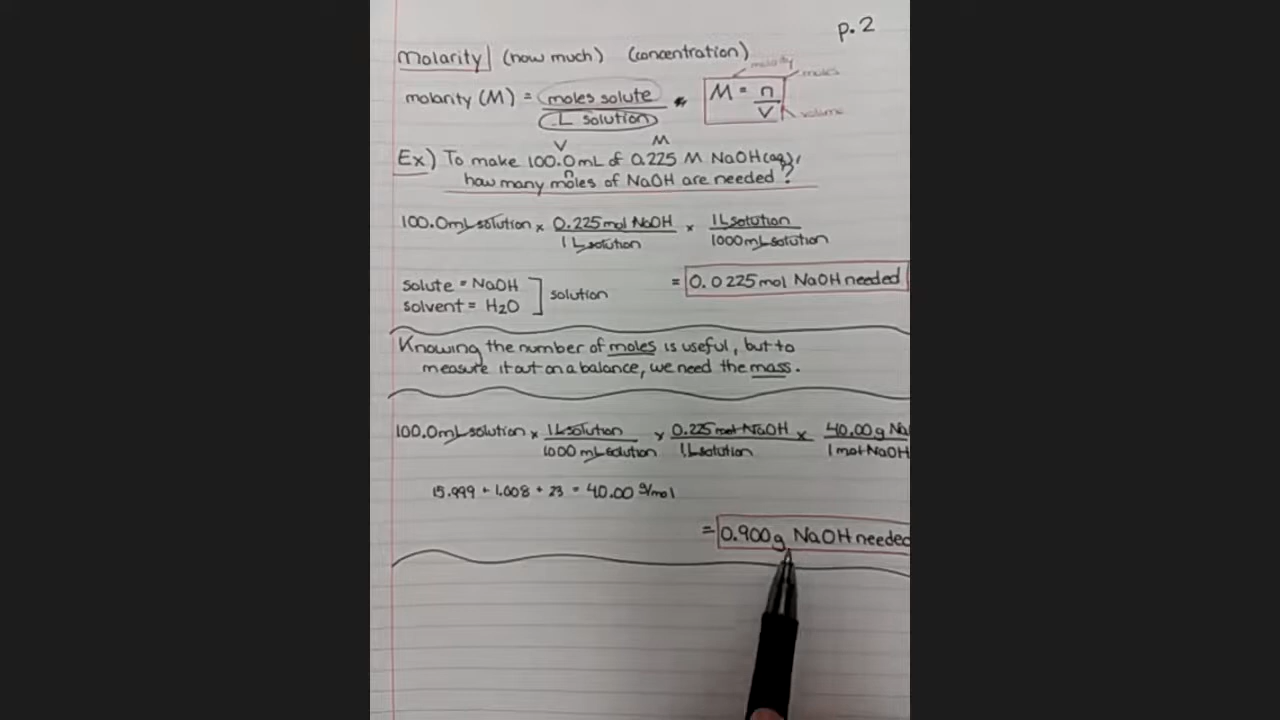 p.2
Molarity (how much) (concentration)
molarity
moles
molarity (M) = moles solute / L solution
M = n / V
volume
V M
Ex) To make 100.0 mL of 0.225 M NaOH(aq),
n
how many moles of NaOH are needed?
100.0mL solution x 0.225 mol NaOH / 1 L solution x 1 L solution / 1000 mL solution
= 0.0225 mol NaOH needed
solute = NaOH
solvent = H2O
] solution
Knowing the number of moles is useful, but to
measure it out on a balance, we need the mass.
100.0mL solution x 1 L solution / 1000 mL solution x 0.225 mol NaOH / 1 L solution x 40.00 g Na / 1 mol NaOH
15.999 + 1.008 + 23 = 40.00 g/mol
= 0.900g NaOH needed